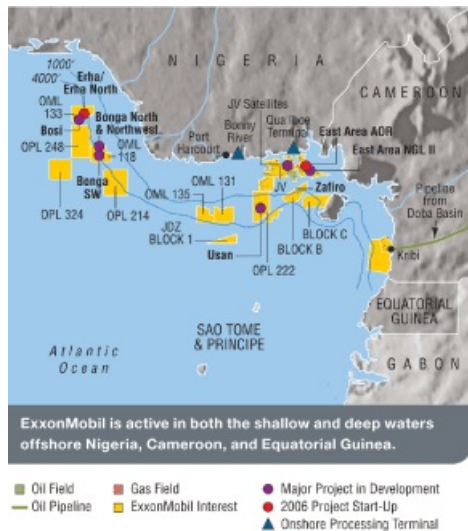 NIGERIA
CAMEROON
1000'
4000'
Erha/
Erha North
OML
133
Bosi
Bonga North
& Northwest
OPL 248
OML
118
Bonga
SW
OPL 324
OPL 214
Port
Harcourt
Bonny
River
JV Satellites
Qua Iboe
Terminal
East Area AOR
East Area NGL II
OML 131
OML 135
JV
Zafiro
JDZ
BLOCK 1
Usan
OPL 222
BLOCK B
BLOCK C
Pipeline
from
Doba Basin
Kribi
EQUATORIAL
GUINEA
SAO TOME
& PRINCIPE
Atlantic
Ocean
GABON
ExxonMobil is active in both the shallow and deep waters
offshore Nigeria, Cameroon, and Equatorial Guinea.
Oil Field
Gas Field
Major Project in Development
Oil Pipeline
ExxonMobil Interest
2006 Project Start-Up
Onshore Processing Terminal